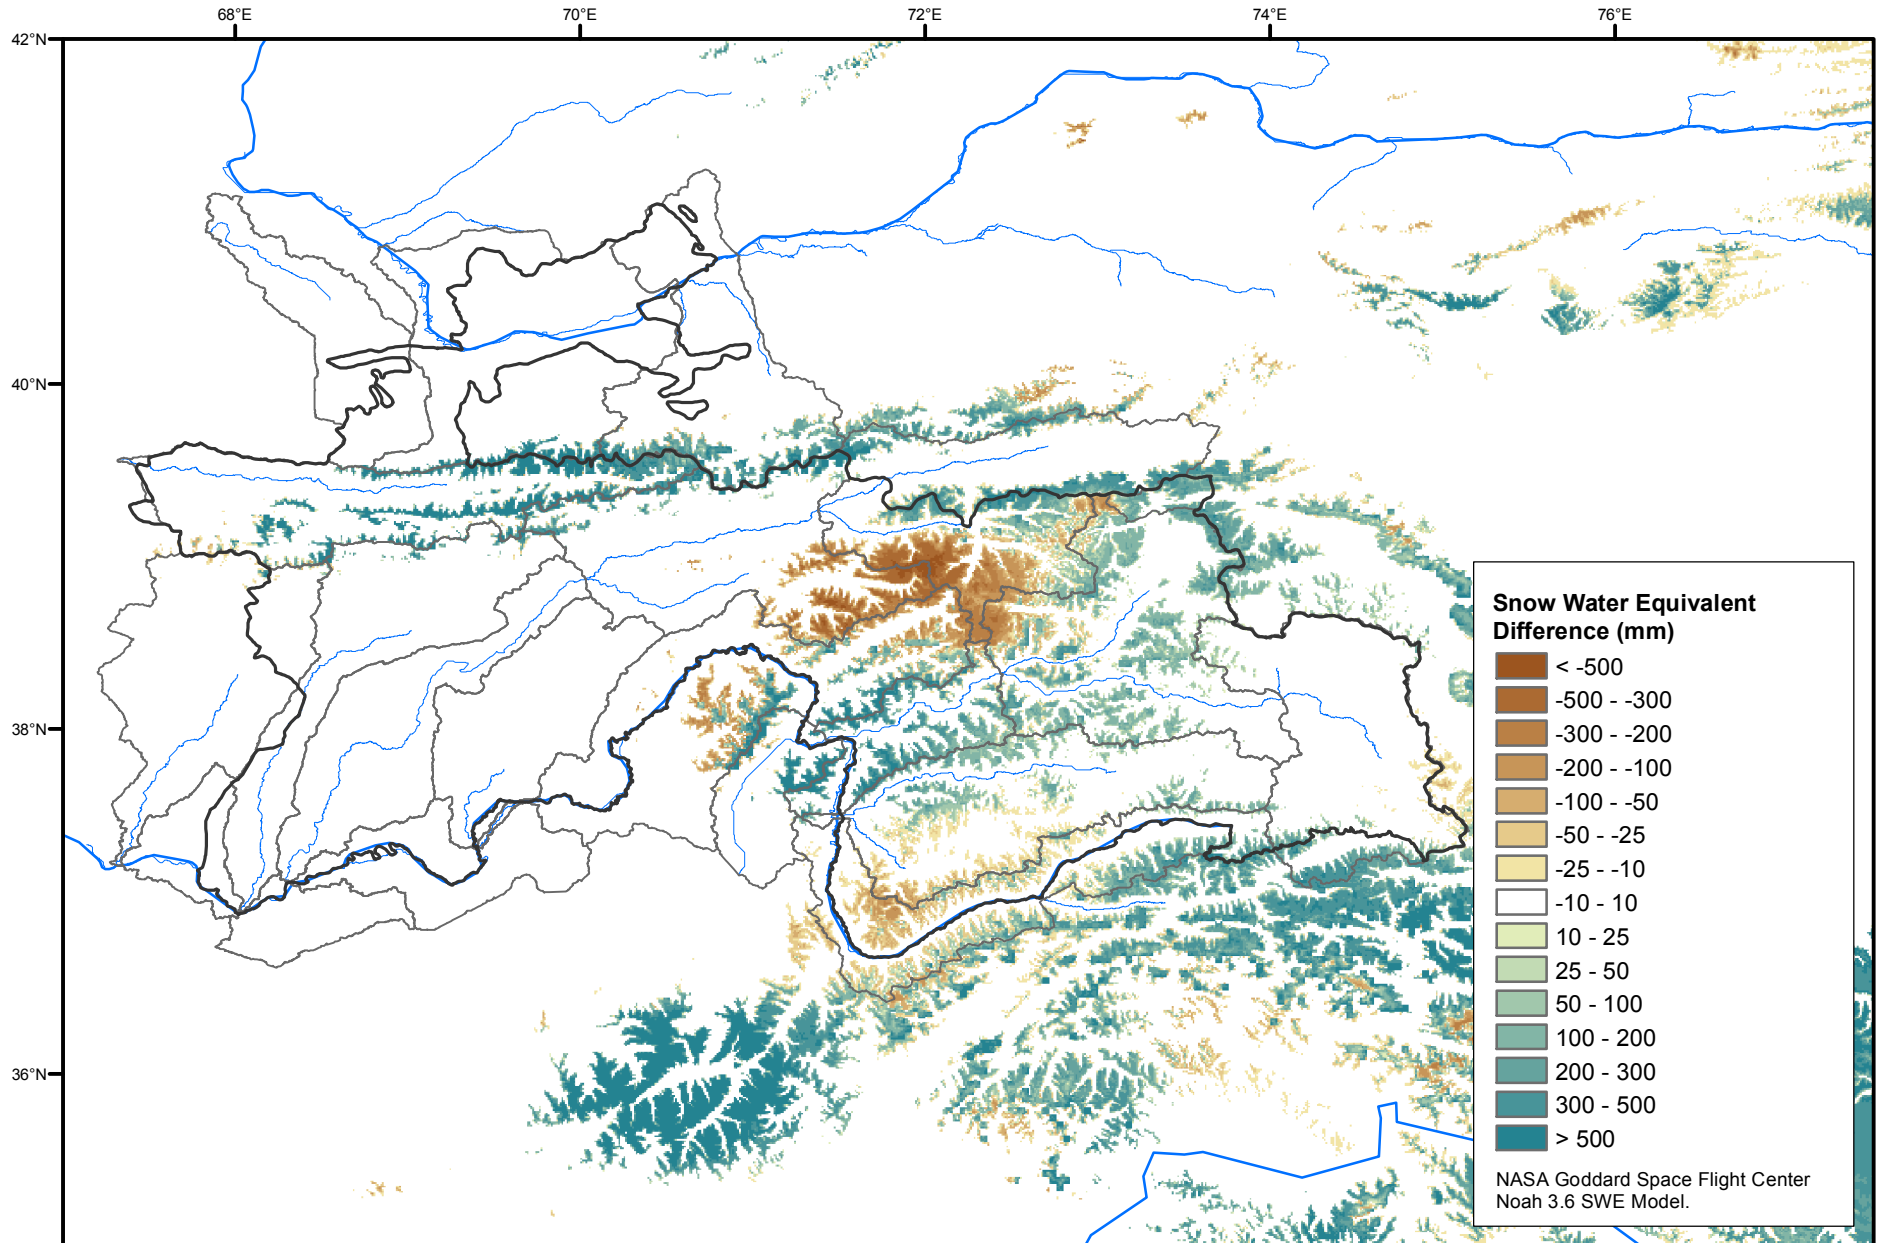 68°E 70°E 72°E 74°E 76°E
42°N
40°N
38°N
36°N
Snow Water Equivalent
Difference (mm)
< -500
-500 - -300
-300 - -200
-200 - -100
-100 - -50
-50 - -25
-25 - -10
-10 - 10
10 - 25
25 - 50
50 - 100
100 - 200
200 - 300
300 - 500
> 500
NASA Goddard Space Flight Center
Noah 3.6 SWE Model.